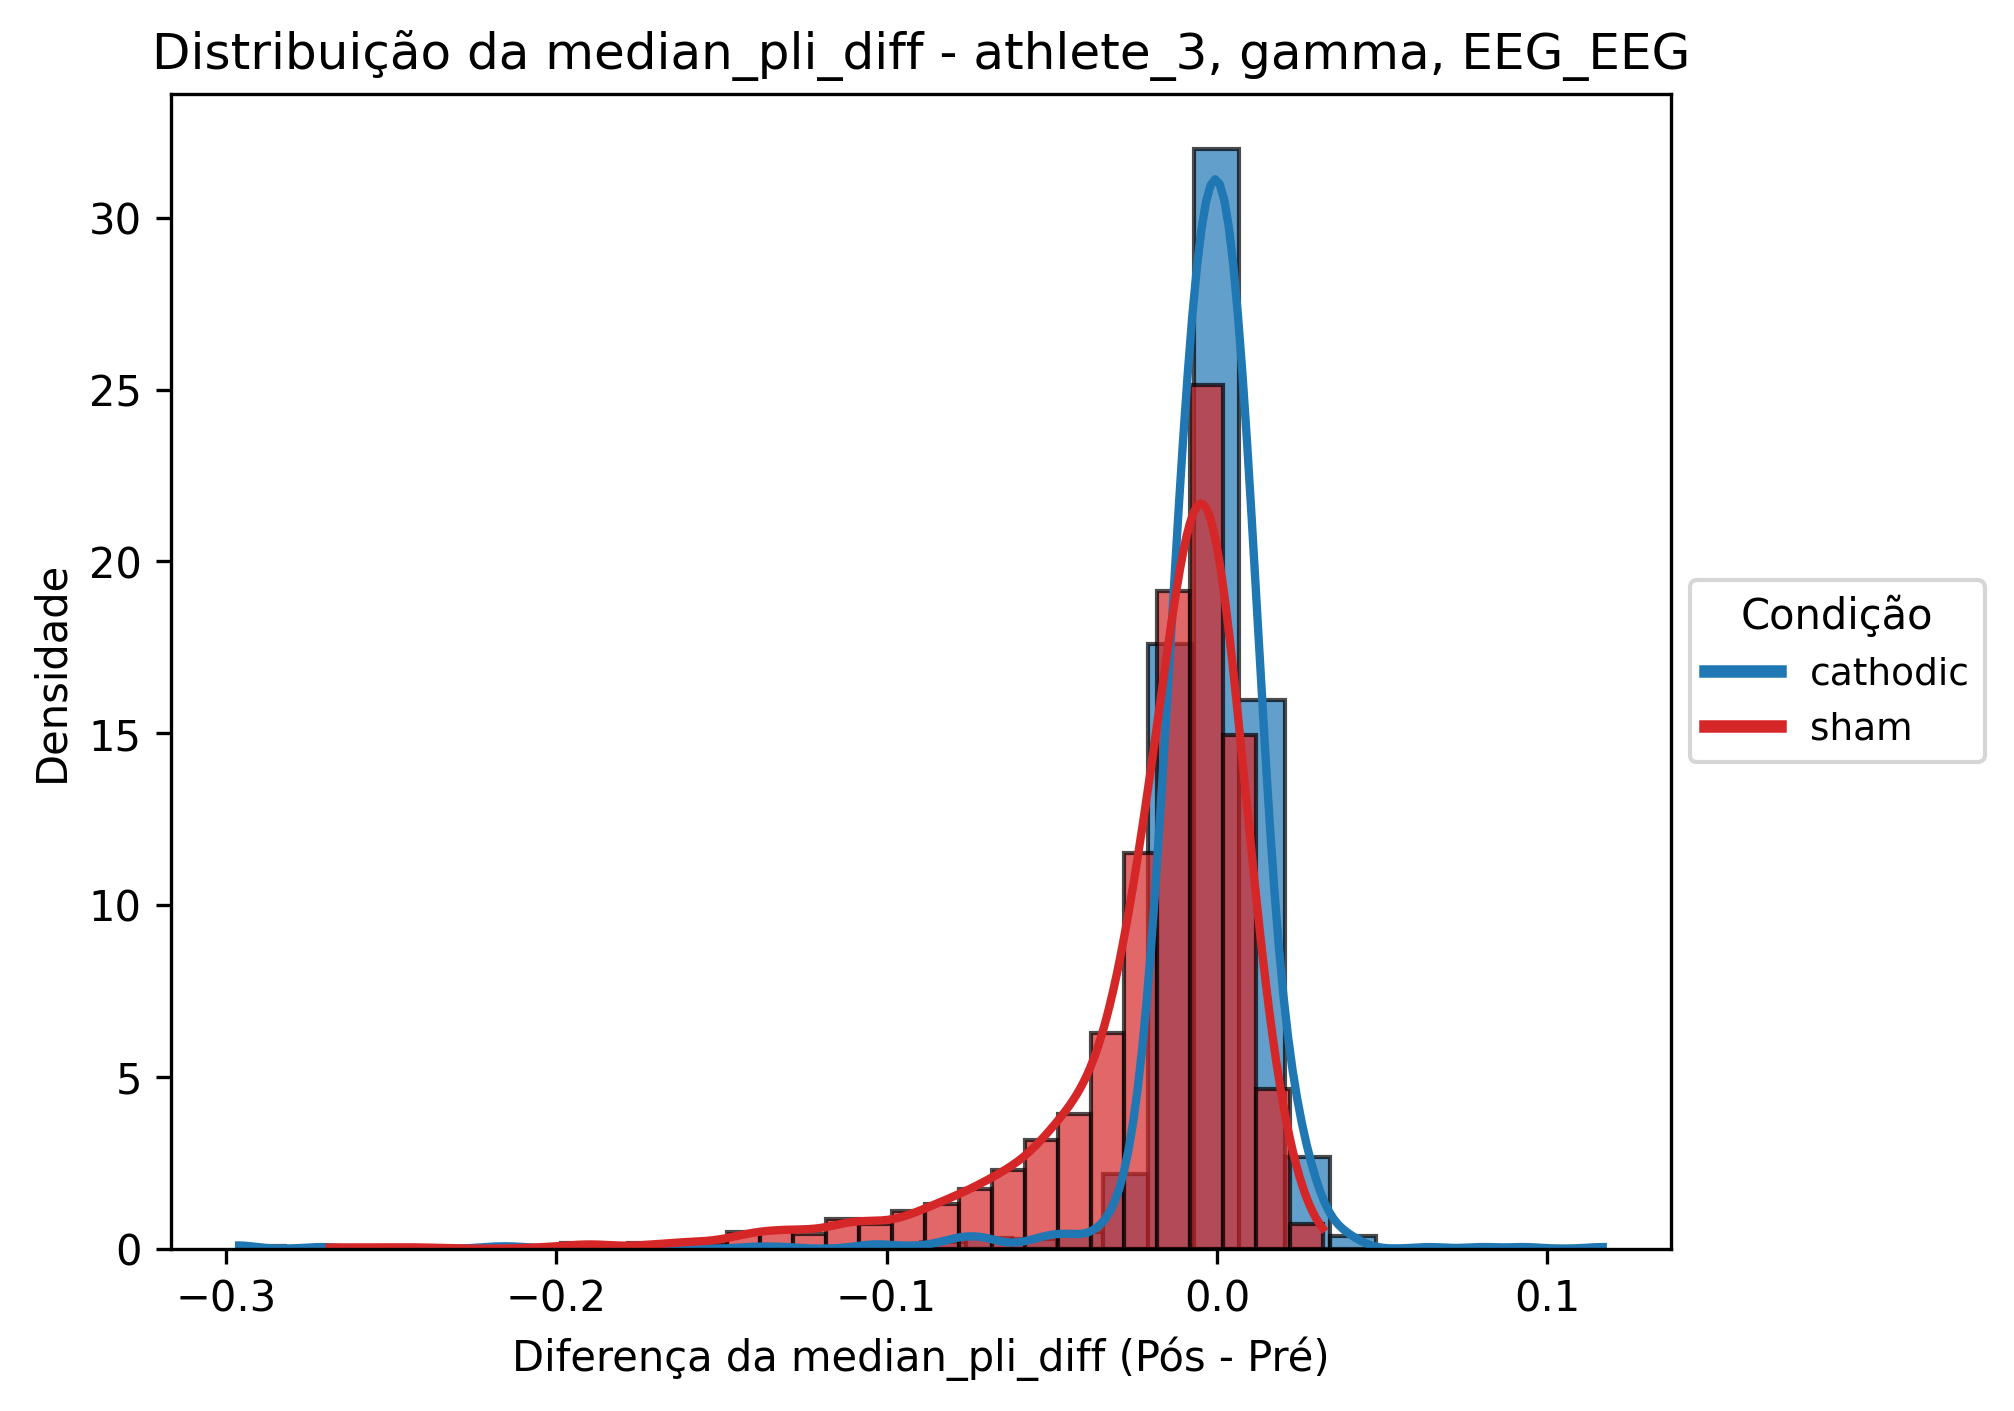 Distribuição da median_pli_diff - athlete_3, gamma, EEG_EEG
Densidade
30
25
20
15
10
5
0
−0.3
−0.2
−0.1
0.0
0.1
Diferença da median_pli_diff (Pós - Pré)
Condição
cathodic
sham